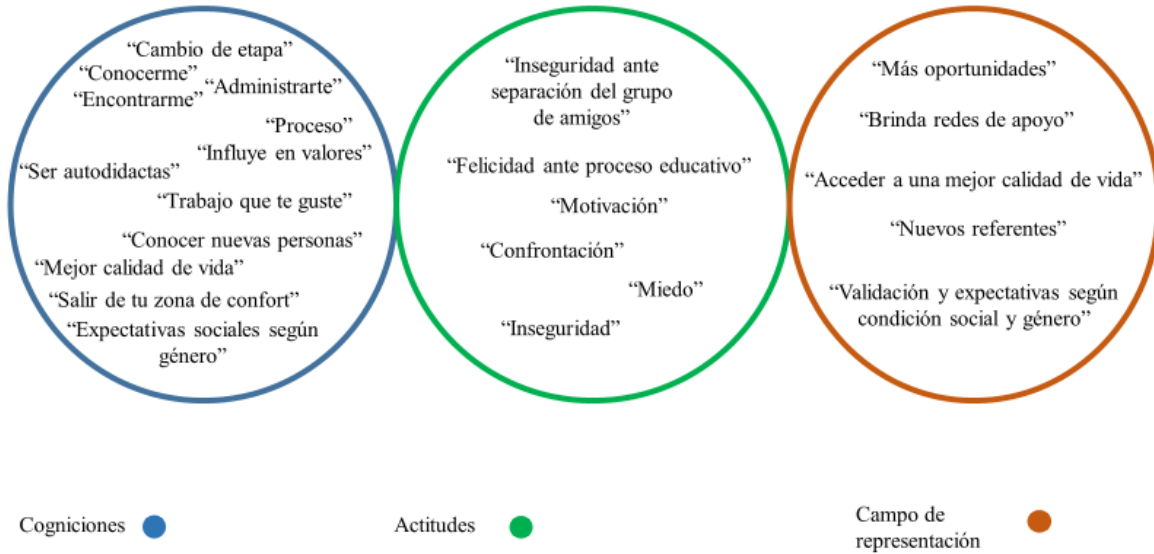 “Cambio de etapa”
“Conocerme”
“Encontrarme”
“Administrarte”
“Proceso”
“Influye en valores”
“Ser autodidactas”
“Trabajo que te guste”
“Conocer nuevas personas”
“Mejor calidad de vida”
“Salir de tu zona de confort”
“Expectativas sociales según
género”
“Inseguridad ante
separación del grupo
de amigos”
“Felicidad ante proceso educativo”
“Motivación”
“Confrontación”
“Miedo”
“Inseguridad”
“Más oportunidades”
“Brinda redes de apoyo”
“Acceder a una mejor calidad de vida”
“Nuevos referentes”
“Validación y expectativas según
condición social y género”
Cogniciones
Actitudes
Campo de
representación